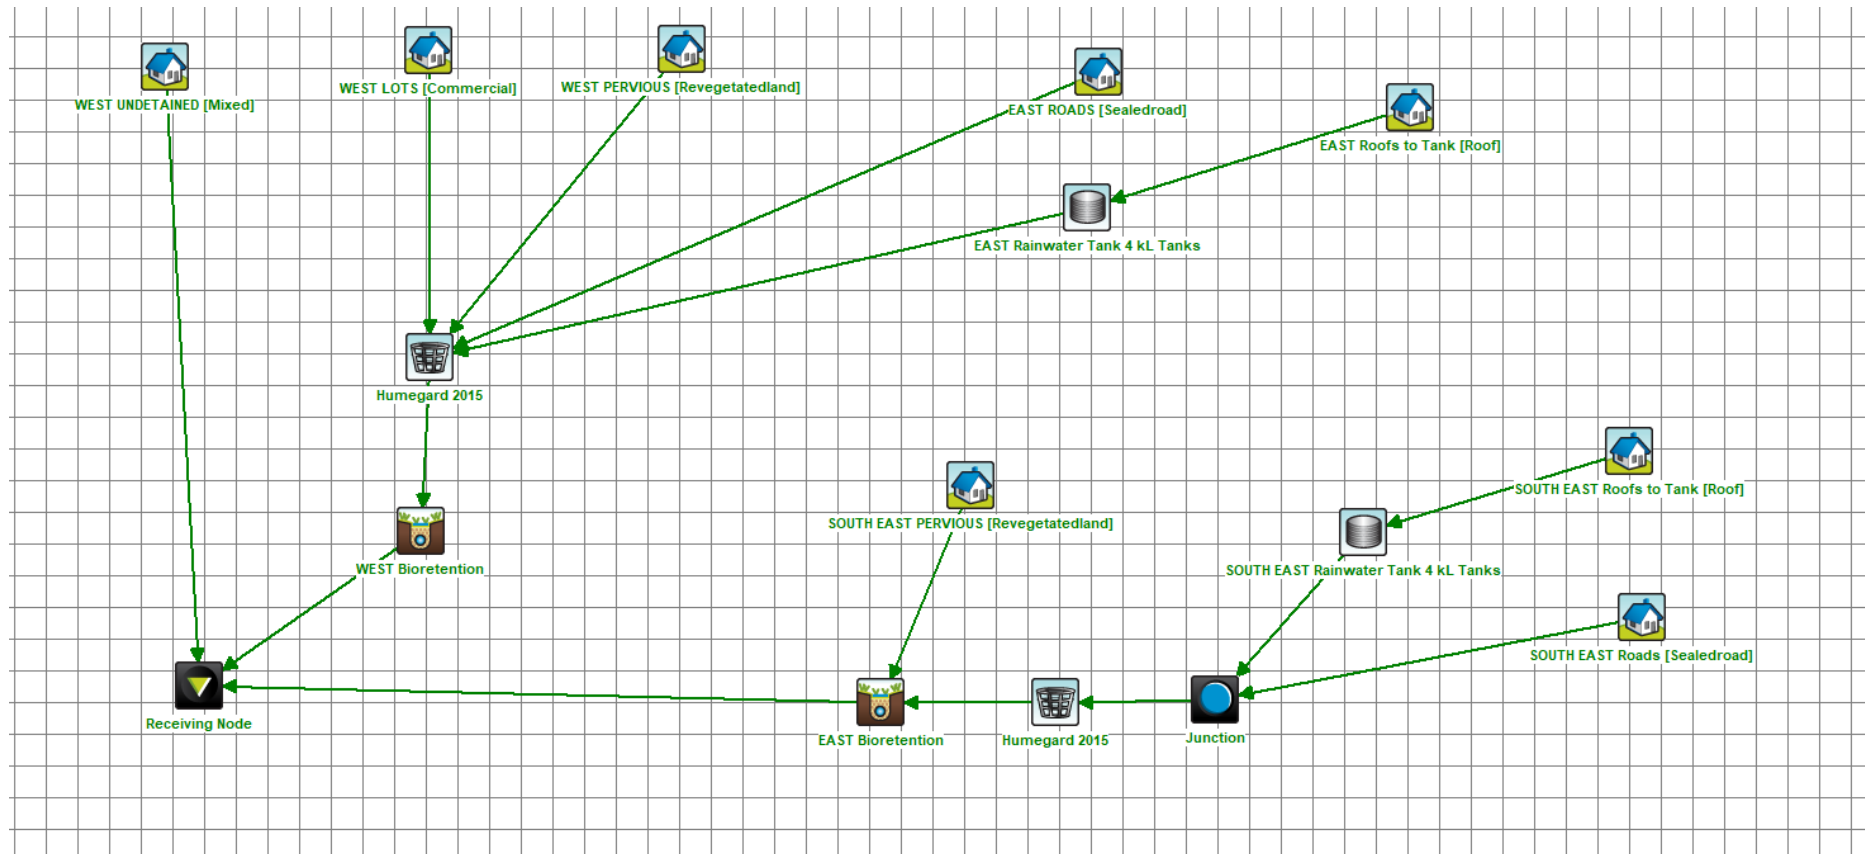 WEST UNDETAINED [Mixed]
WEST LOTS [Commercial]
WEST PERVIOUS [Revegetatedland]
EAST ROADS [Sealedroad]
EAST Roofs to Tank [Roof]
EAST Rainwater Tank 4 kL Tanks
Humegard 2015
SOUTH EAST Roofs to Tank [Roof]
SOUTH EAST PERVIOUS [Revegetatedland]
WEST Bioretention
SOUTH EAST Rainwater Tank 4 kL Tanks
SOUTH EAST Roads [Sealedroad]
Receiving Node
EAST Bioretention
Humegard 2015
Junction